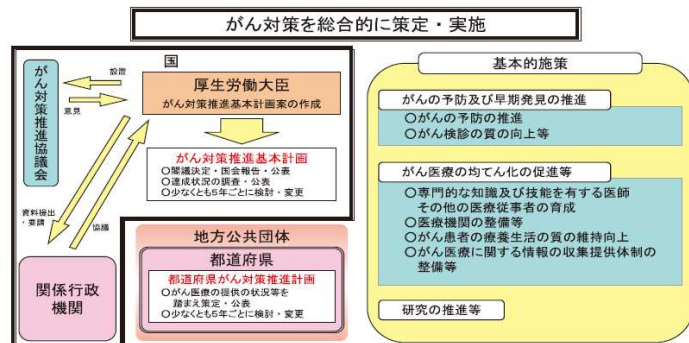 がん対策を総合的に策定・実施
国
がん対策推進協議会
設置
意見
厚生労働大臣
がん対策推進基本計画案の作成
がん対策推進基本計画
○閣議決定・国会報告・公表
○達成状況の調査・公表
○少なくとも5年ごとに検討・変更
資料提出
・要請
協議
関係行政
機関
地方公共団体
都道府県
都道府県がん対策推進計画
○がん医療の提供の状況等を
踏まえ策定・公表
○少なくとも5年ごとに検討・変更
基本的施策
がんの予防及び早期発見の推進
○がんの予防の推進
○がん検診の質の向上等
がん医療の均てん化の促進等
○専門的な知識及び技能を有する医師
その他の医療従事者の育成
○医療機関の整備等
○がん患者の療養生活の質の維持向上
○がん医療に関する情報の収集提供体制の
整備等
研究の推進等